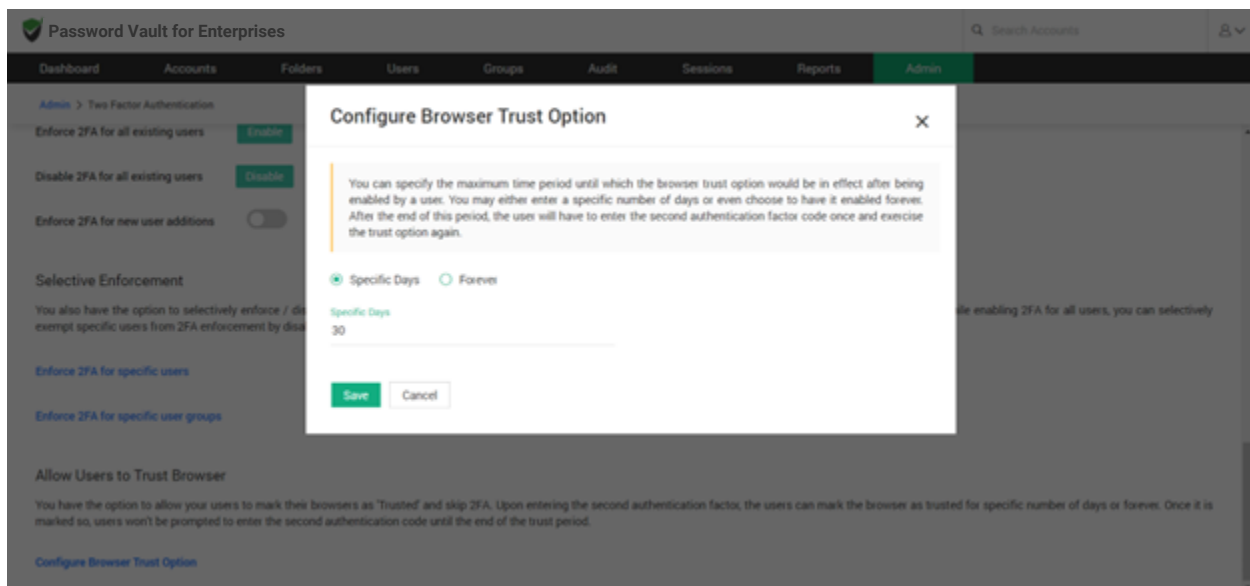 Password Vault for Enterprises
Search Accounts
Dashboard Accounts Folders Users Groups Audit Sessions Reports Admin
Admin > Two Factor Authentication
Enforce 2FA for all existing users Enable
Disable 2FA for all existing users Disable
Enforce 2FA for new user additions
Selective Enforcement
You also have the option to selectively enforce / enabling 2FA for all users, you can selectively
exempt specific users from 2FA enforcement by
Enforce 2FA for specific users
Enforce 2FA for specific user groups
Configure Browser Trust Option
You can specify the maximum time period until which the browser trust option would be in effect after being
enabled by a user. You may either enter a specific number of days or even choose to have it enabled forever.
After the end of this period, the user will have to enter the second authentication factor code once and exercise
the trust option again.
Specific Days Forever
Specific Days
30
Save Cancel
Allow Users to Trust Browser
You have the option to allow your users to mark their browsers as 'Trusted' and skip 2FA. Upon entering the second authentication factor, the users can mark the browser as trusted for specific number of days or forever. Once it is
marked so, users won't be prompted to enter the second authentication code until the end of the trust period.
Configure Browser Trust Option